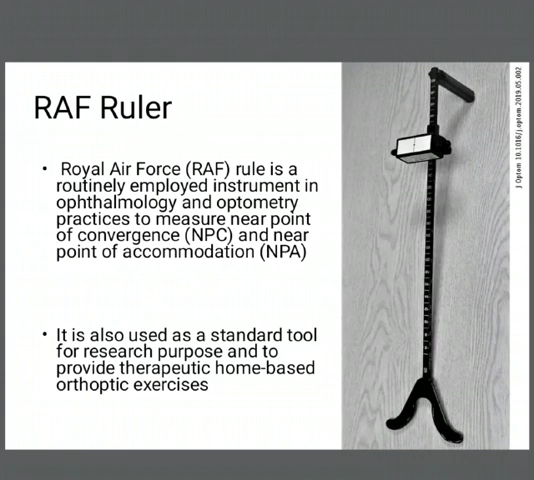 RAF Ruler
• Royal Air Force (RAF) rule is a
routinely employed instrument in
ophthalmology and optometry
practices to measure near point
of convergence (NPC) and near
point of accommodation (NPA)
• It is also used as a standard tool
for research purpose and to
provide therapeutic home-based
orthoptic exercises
J Optom 10.1016/j.optom.2019.05.002